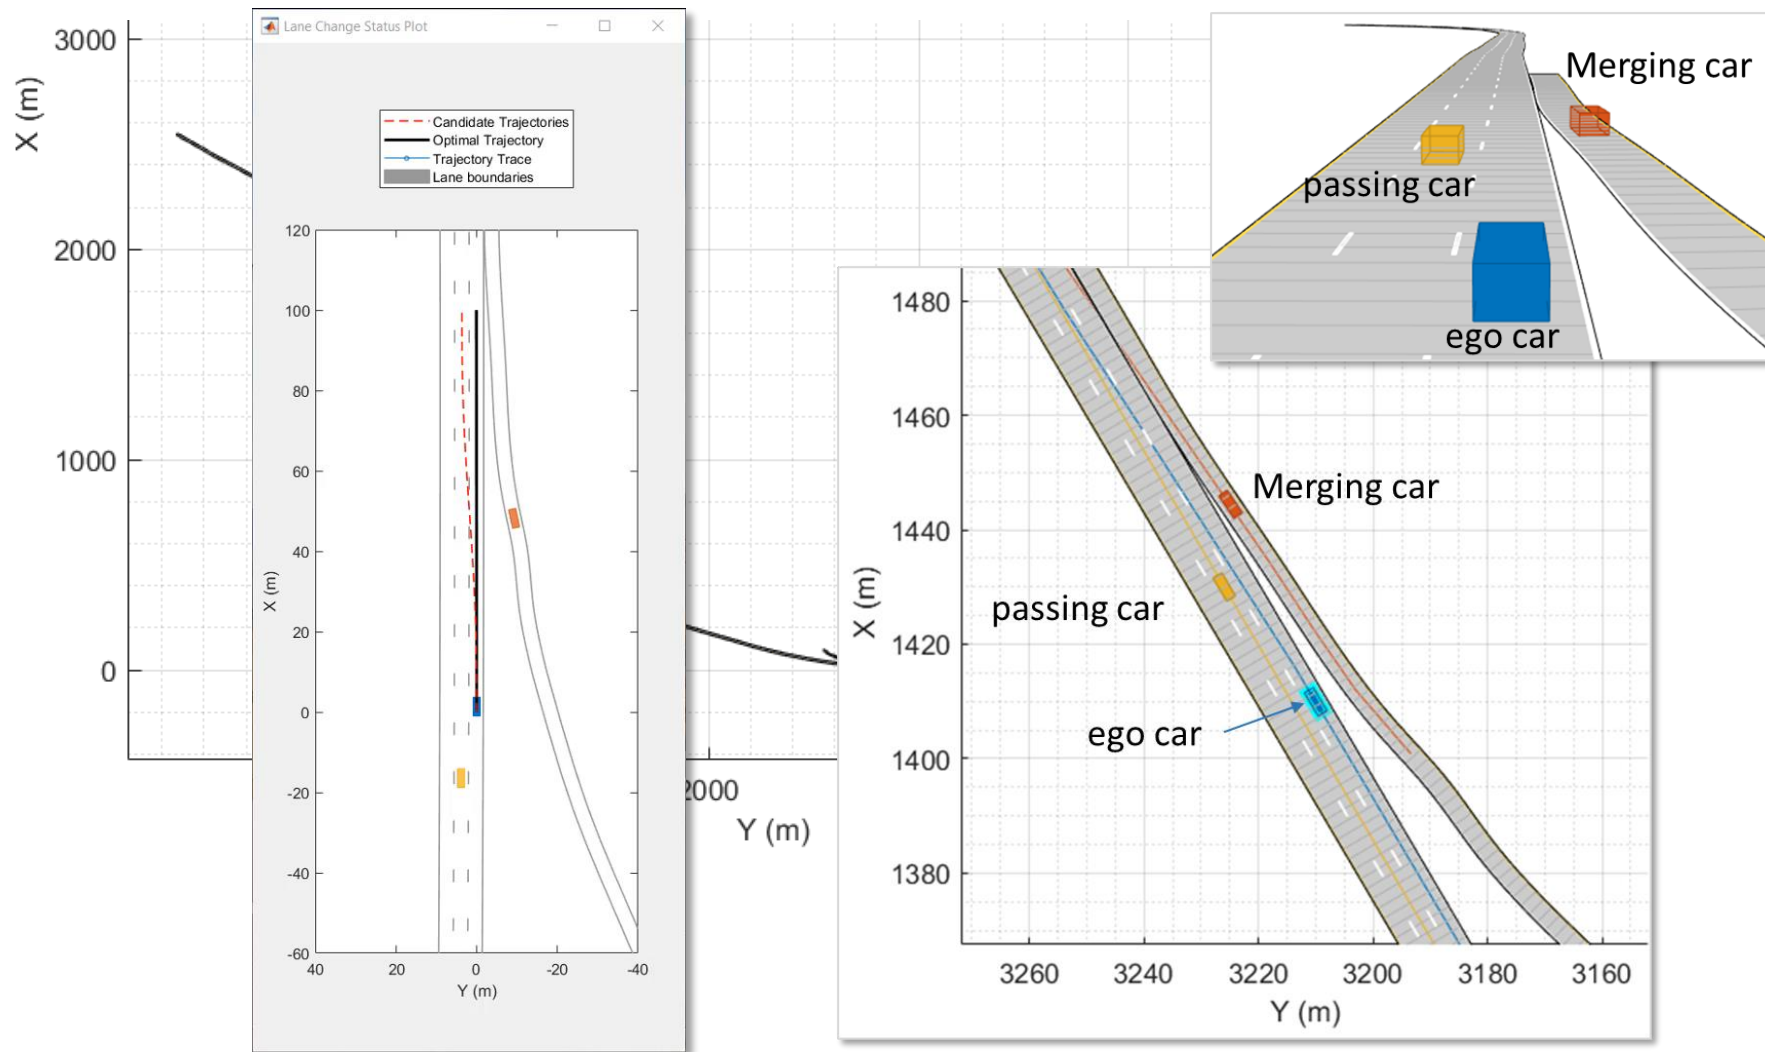 3000
2000
1000
0
X (m)
2000
Y (m)
Lane Change Status Plot
Candidate Trajectories
Optimal Trajectory
Trajectory Trace
Lane boundaries
120
100
80
60
40
20
0
-20
-40
-60
X (m)
40 20 0 -20 -40
Y (m)
Merging car
passing car
ego car
1480
1460
1440
1420
1400
1380
X (m)
Merging car
passing car
ego car
3260 3240 3220 3200 3180 3160
Y (m)